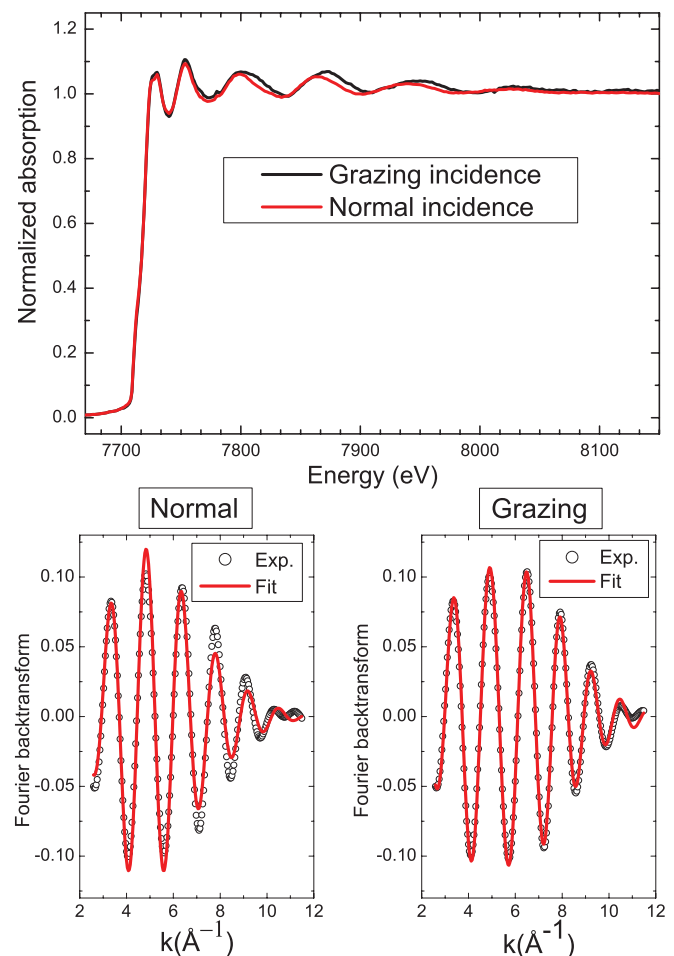 1.2
1.0
0.8
0.6
0.4
0.2
0.0
Normalized absorption
Grazing incidence
Normal incidence
7700 7800 7900 8000 8100
Energy (eV)
Normal
0.10
0.05
0.00
-0.05
-0.10
Fourier backtransform
Exp.
Fit
2 4 6 8 10 12
k(Å⁻¹)
Grazing
0.10
0.05
0.00
-0.05
-0.10
Fourier backtransform
Exp.
Fit
2 4 6 8 10 12
k(Å⁻¹)